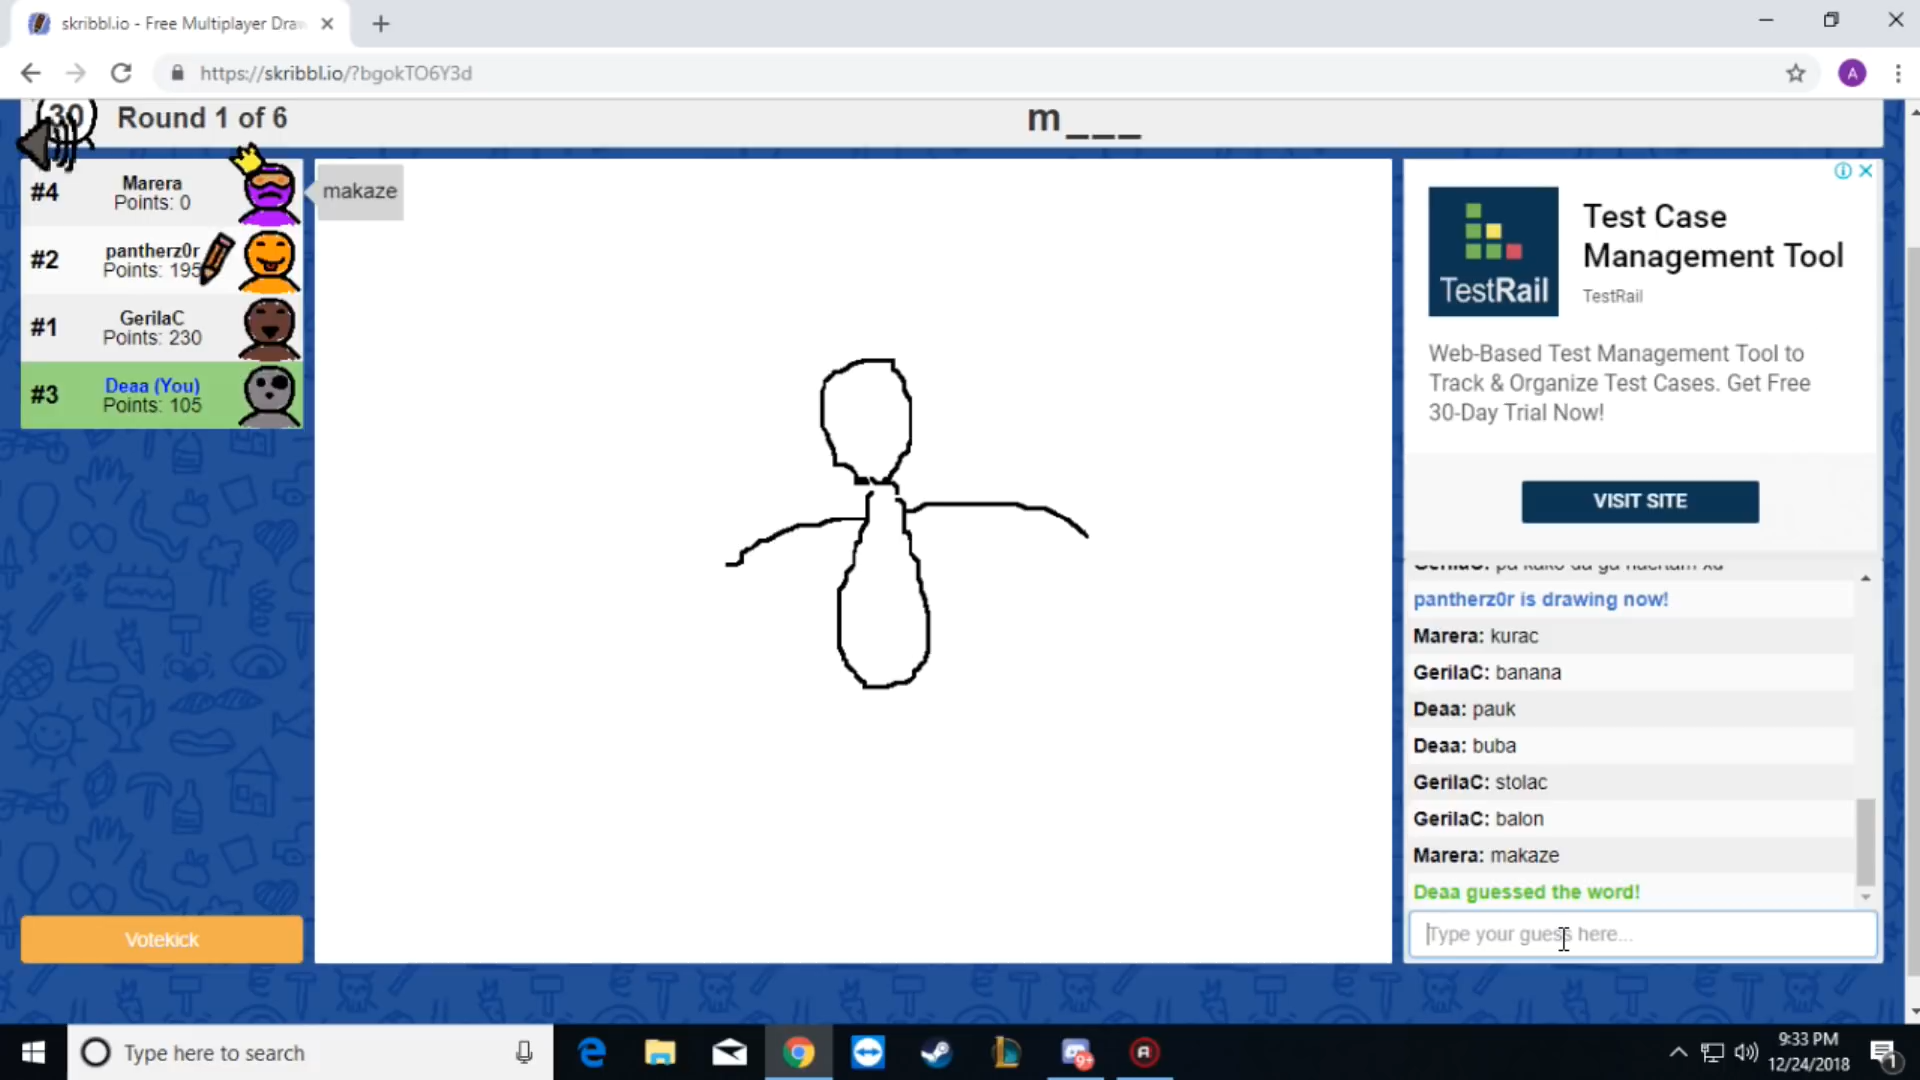 skribbl.io - Free Multiplayer Draw
https://skribbl.io/?bgokTO6Y3d
A
30
Round 1 of 6
m___
#4
Marera
Points: 0
makaze
#2
pantherz0r
Points: 195
#1
GerilaC
Points: 230
#3
Deaa (You)
Points: 105
Votekick
TestRail
Test Case
Management Tool
TestRail
Web-Based Test Management Tool to
Track & Organize Test Cases. Get Free
30-Day Trial Now!
VISIT SITE
pantherz0r is drawing now!
Marera: kurac
GerilaC: banana
Deaa: pauk
Deaa: buba
GerilaC: stolac
GerilaC: balon
Marera: makaze
Deaa guessed the word!
Type your guess here...
Type here to search
9+
9:33 PM
12/24/2018
1